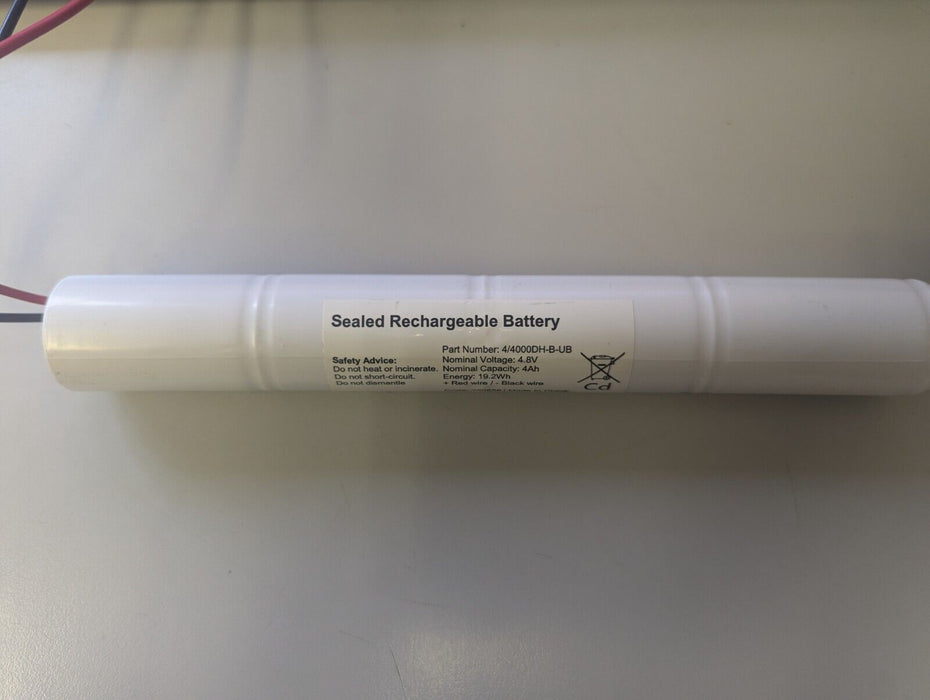 Sealed Rechargeable Battery
Part Number: 4/4000DH-B-UB
Nominal Voltage: 4.8V
Nominal Capacity: 4Ah
Energy: 19.2Wh
+ Red wire / - Black wire
Safety Advice:
Do not heat or incinerate.
Do not short-circuit.
Do not dismantle
Cd